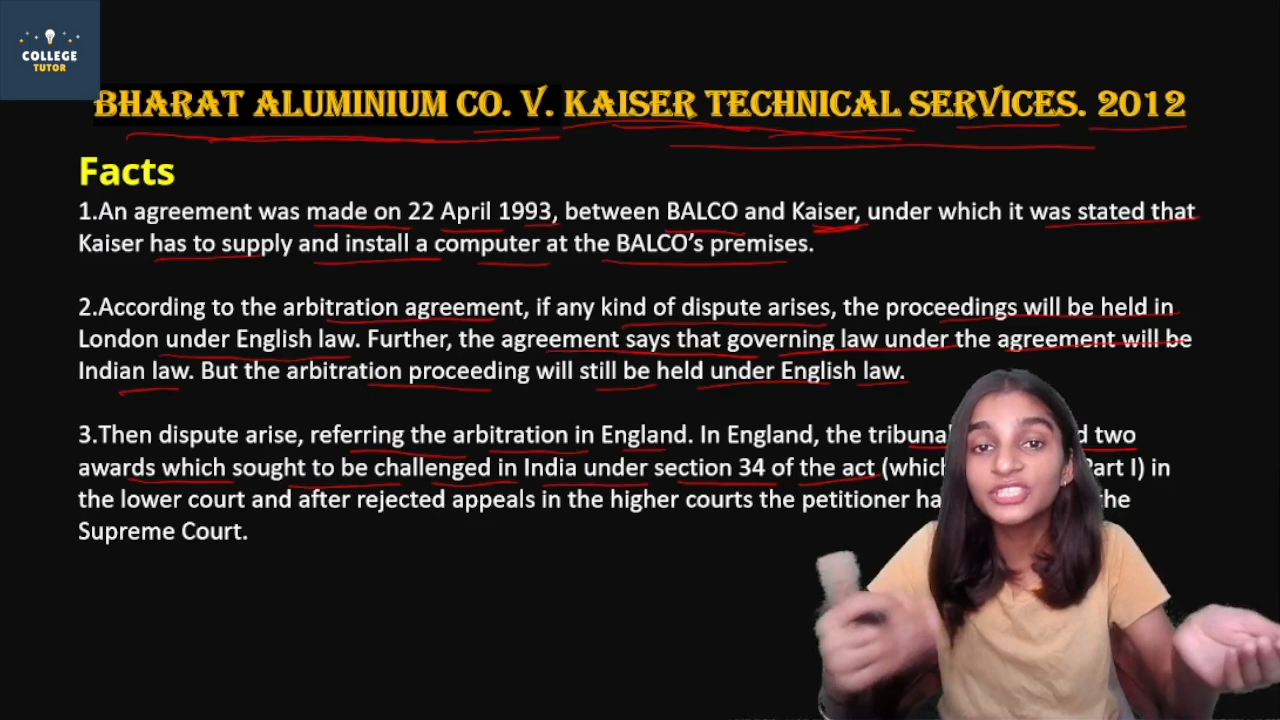 COLLEGE
TUTOR
BHARAT ALUMINIUM CO. V. KAISER TECHNICAL SERVICES. 2012
Facts
1.An agreement was made on 22 April 1993, between BALCO and Kaiser, under which it was stated that
Kaiser has to supply and install a computer at the BALCO’s premises.
2.According to the arbitration agreement, if any kind of dispute arises, the proceedings will be held in
London under English law. Further, the agreement says that governing law under the agreement will be
Indian law. But the arbitration proceeding will still be held under English law.
3.Then dispute arise, referring the arbitration in England. In England, the two
awards which sought to be challenged in India under section 34 of the act Part I) in
the lower court and after rejected appeals in the higher courts the petitioner the
Supreme Court.